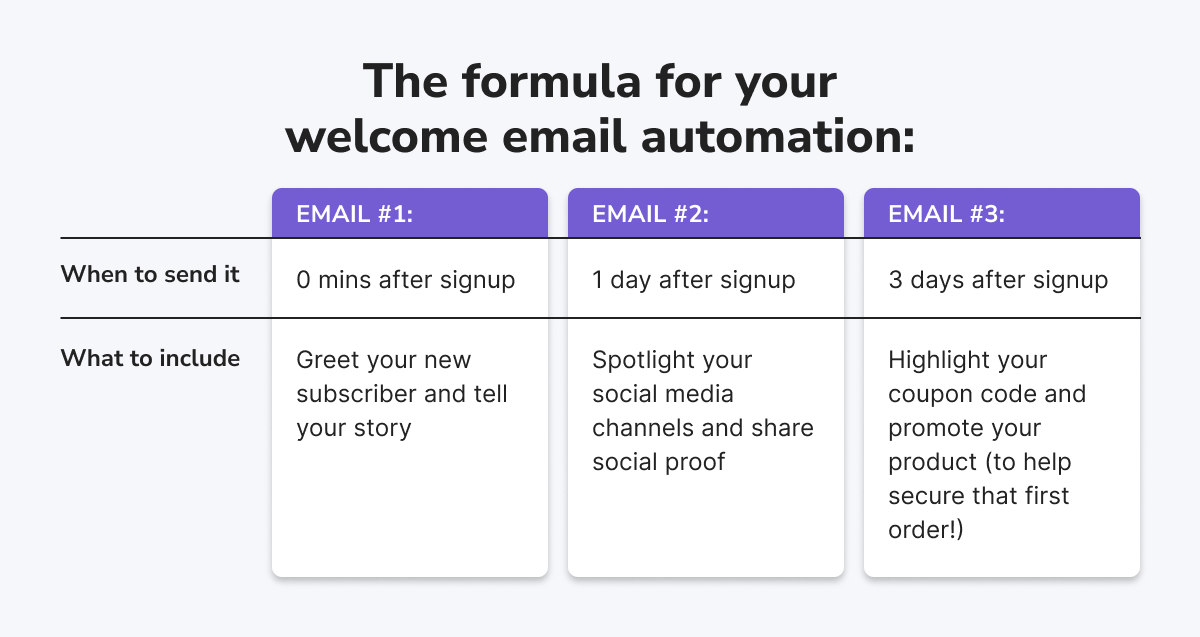 The formula for your
welcome email automation:
EMAIL #1:
EMAIL #2:
EMAIL #3:
When to send it
0 mins after signup
1 day after signup
3 days after signup
What to include
Greet your new
subscriber and tell
your story
Spotlight your
social media
channels and share
social proof
Highlight your
coupon code and
promote your
product (to help
secure that first
order!)